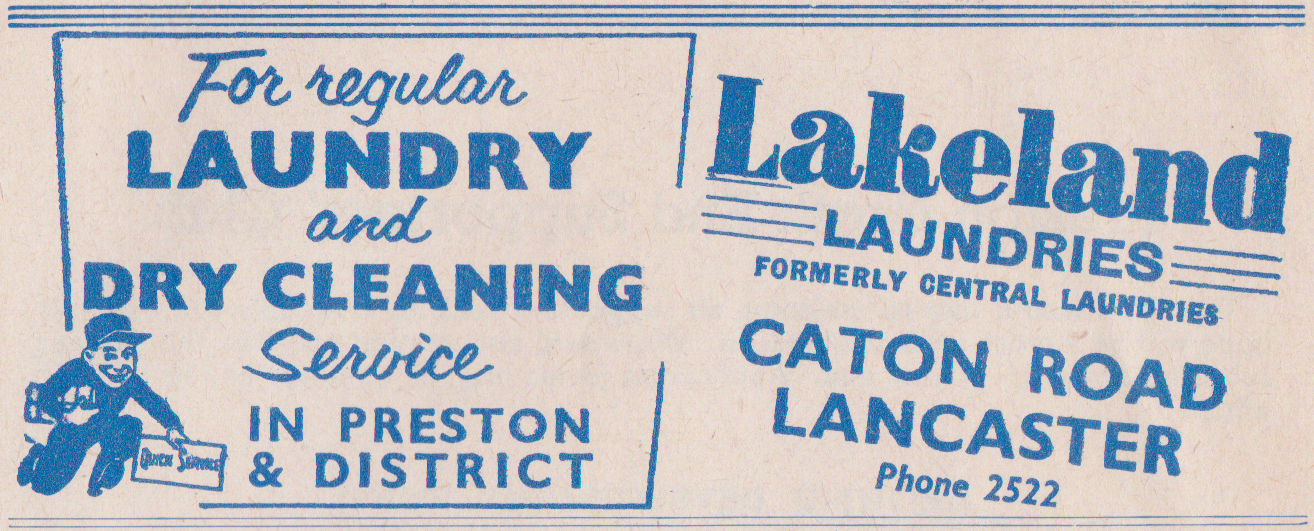 For regular
LAUNDRY
and
DRY CLEANING
Service
IN PRESTON
& DISTRICT
QUICK SERVICE
Lakeland
LAUNDRIES
FORMERLY CENTRAL LAUNDRIES
CATON ROAD
LANCASTER
Phone 2522